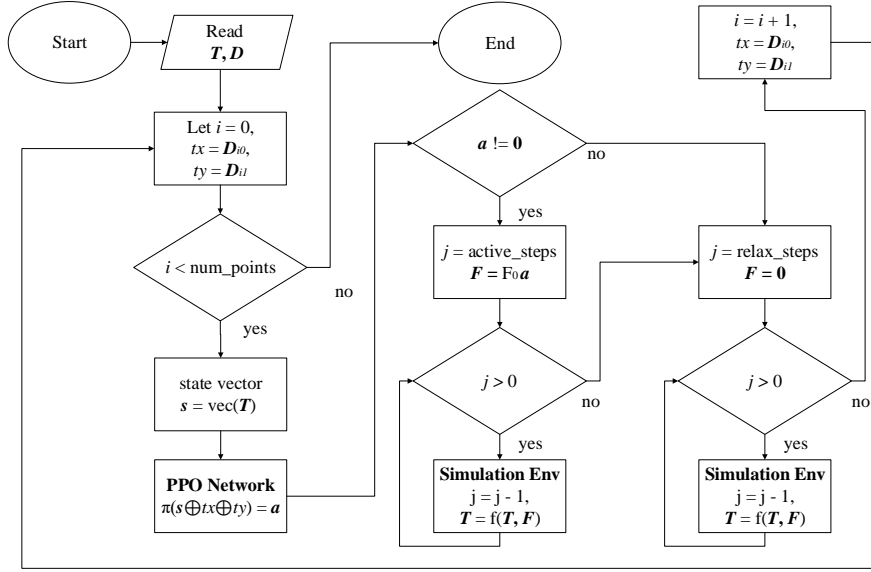 Start
Read
T, D
Let i = 0,
tx = Di0,
ty = Di1
i < num_points
no
yes
state vector
s = vec(T)
PPO Network
π(s⊕tx⊕ty) = a
End
a != 0
no
yes
j = active_steps
F = F0 a
j > 0
no
yes
Simulation Env
j = j - 1,
T = f(T, F)
i = i + 1,
tx = Di0,
ty = Di1
j = relax_steps
F = 0
j > 0
no
yes
Simulation Env
j = j - 1,
T = f(T, F)